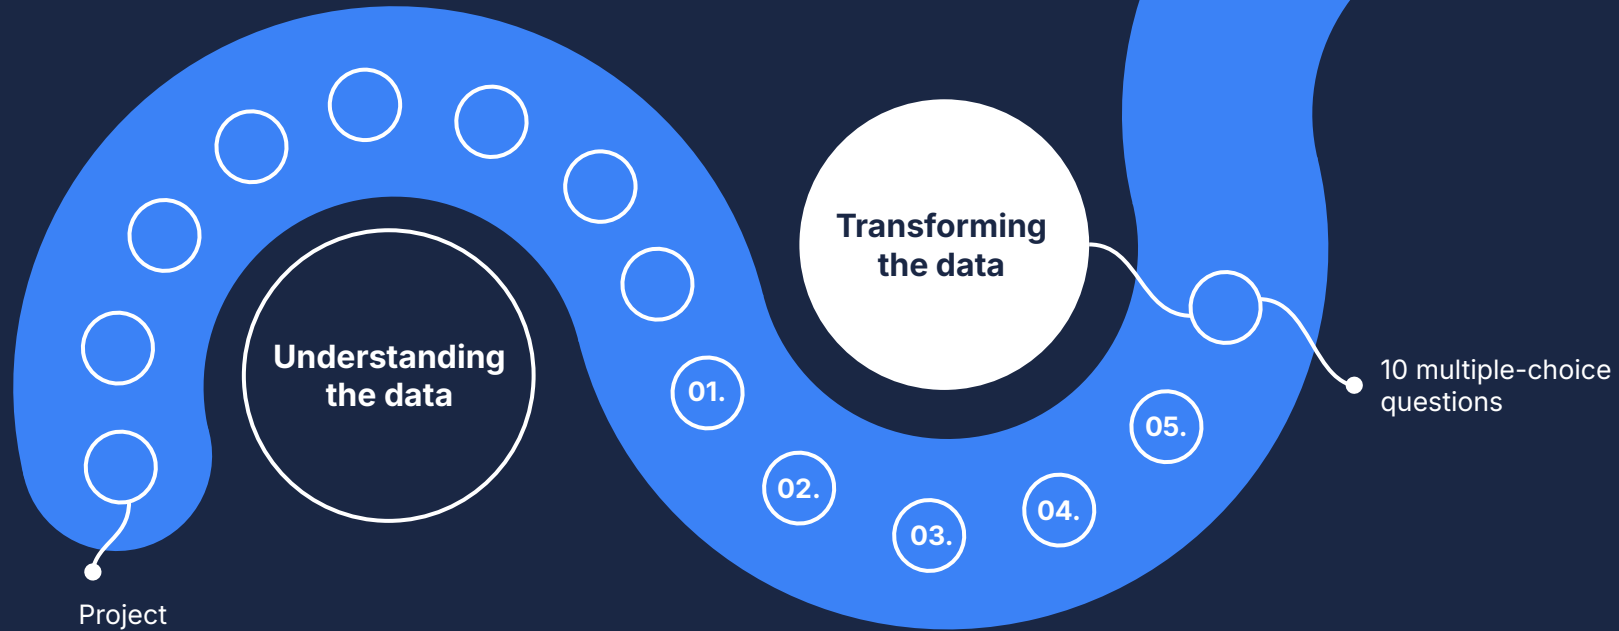 Understanding
the data
Project
01.
02.
03.
04.
05.
Transforming
the data
10 multiple-choice
questions